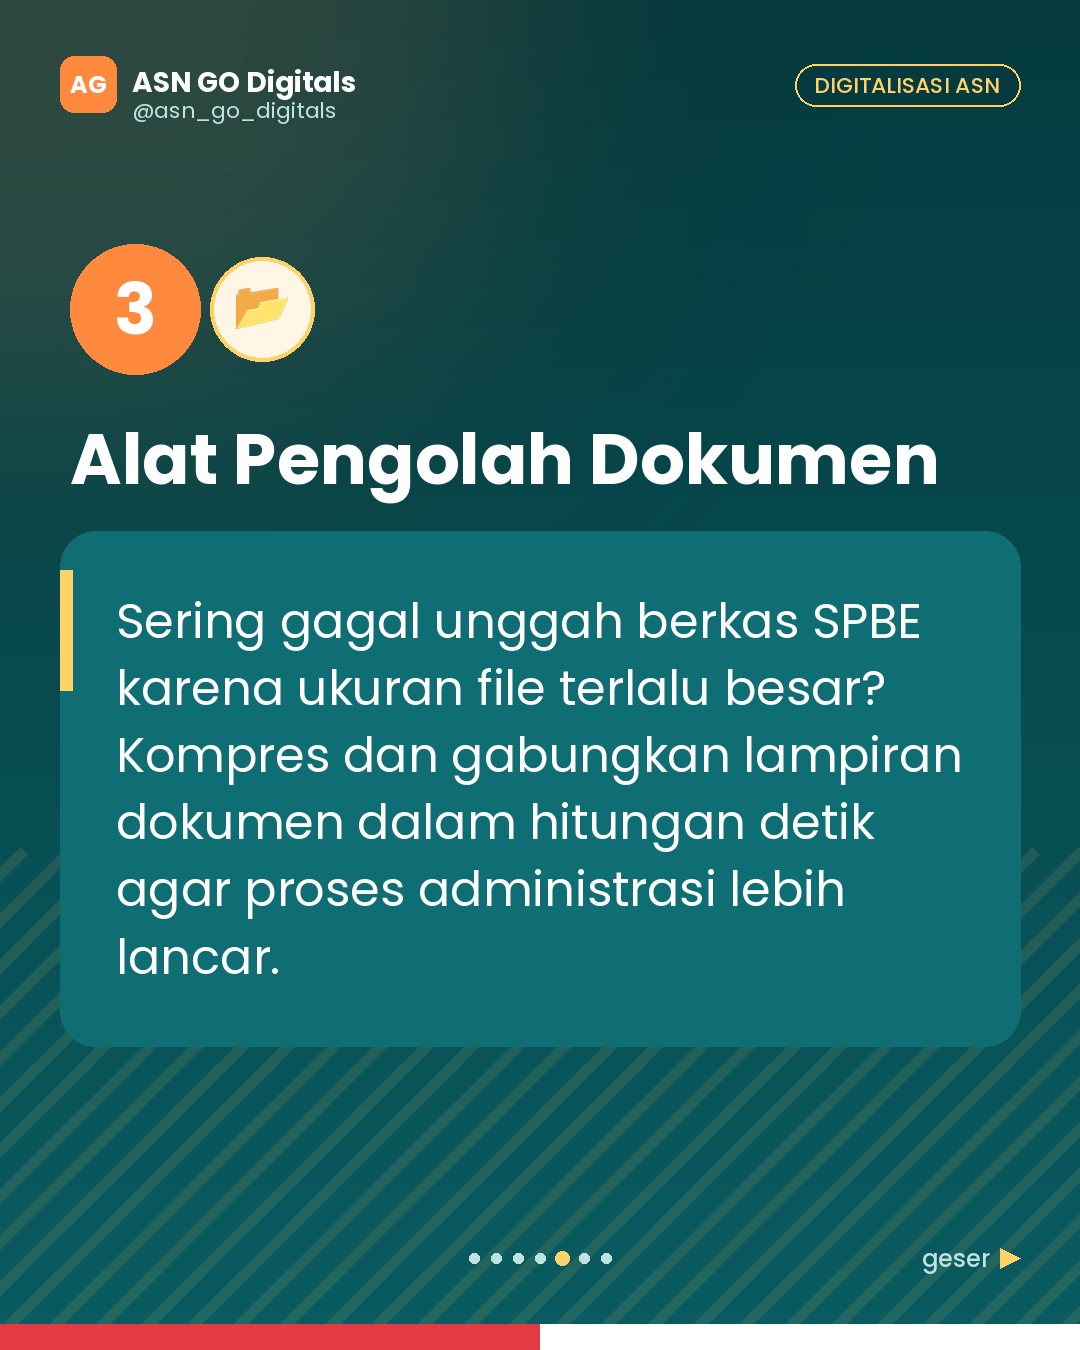 AG
ASN GO Digitals
@asn_go_digitals
DIGITALISASI ASN
3
Alat Pengolah Dokumen
Sering gagal unggah berkas SPBE
karena ukuran file terlalu besar?
Kompres dan gabungkan lampiran
dokumen dalam hitungan detik
agar proses administrasi lebih
lancar.
geser